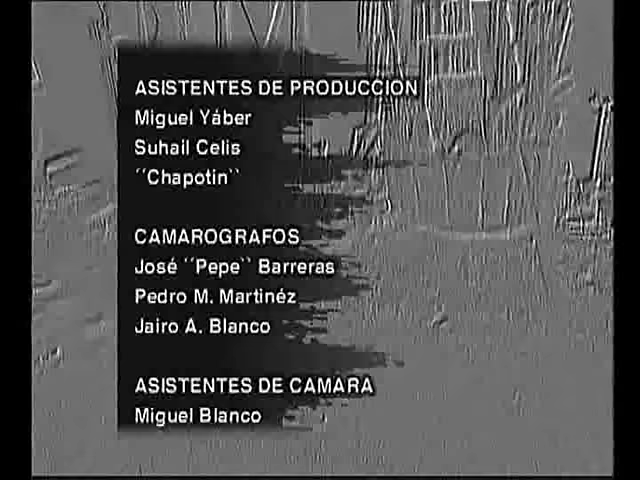 ASISTENTES DE PRODUCCION
Miguel Yáber
Suhail Celis
´´Chapotin``
CAMAROGRAFOS
José ´´Pepe`` Barreras
Pedro M. Martinéz
Jairo A. Blanco
ASISTENTES DE CAMARA
Miguel Blanco